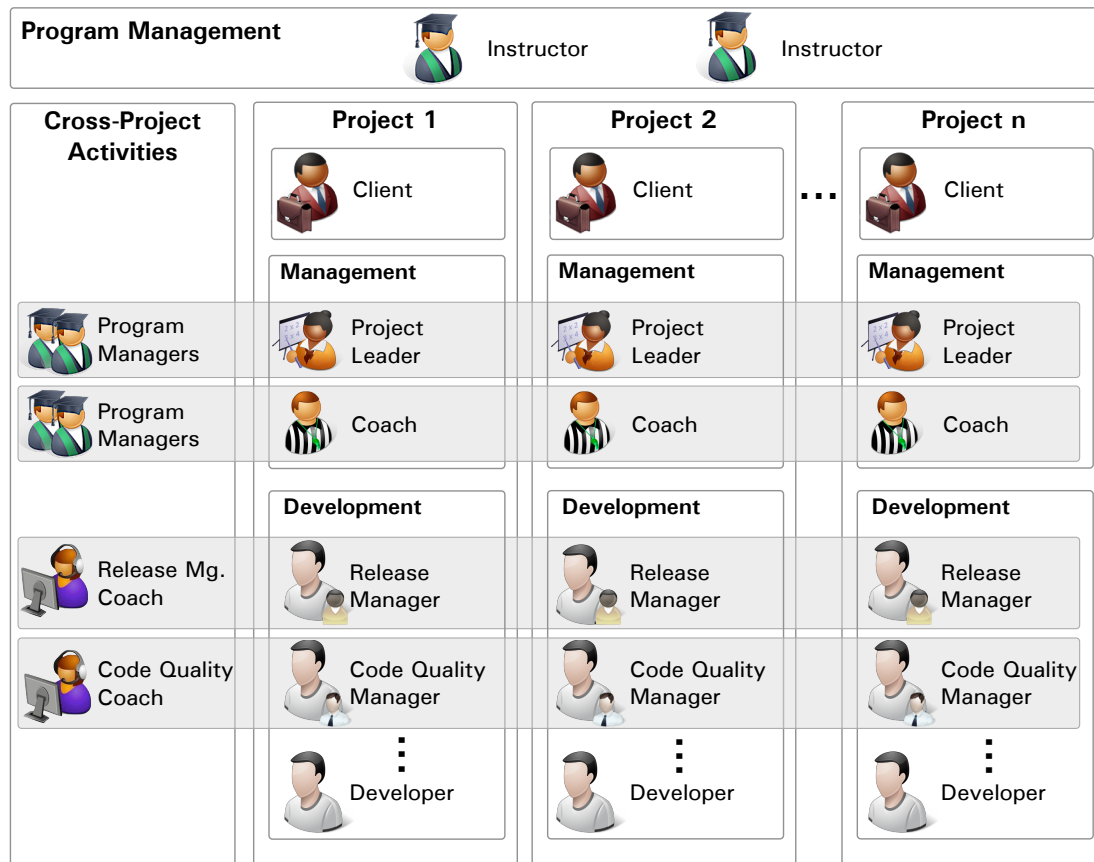 Program Management
Instructor
Instructor
Cross-Project
Activities
Project 1
Project 2
Project n
Client
Client
...
Client
Management
Management
Management
Program
Managers
Project
Leader
Project
Leader
Project
Leader
Program
Managers
Coach
Coach
Coach
Development
Development
Development
Release Mg.
Coach
Release
Manager
Release
Manager
Release
Manager
Code Quality
Coach
Code Quality
Manager
Code Quality
Manager
Code Quality
Manager
Developer
Developer
Developer